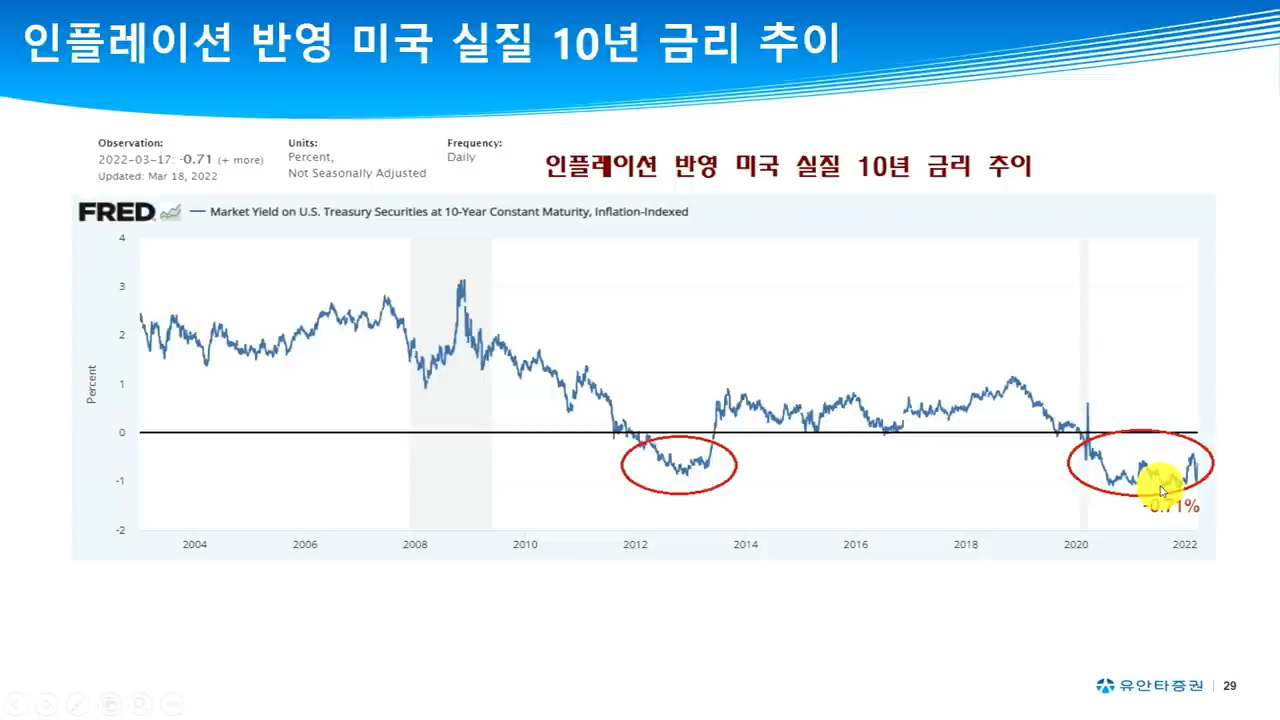 인플레이션 반영 미국 실질 10년 금리 추이
Observation:
2022-03-17: -0.71 (+ more)
Updated: Mar 18, 2022
Units:
Percent,
Not Seasonally Adjusted
Frequency:
Daily
인플레이션 반영 미국 실질 10년 금리 추이
FRED
Market Yield on U.S. Treasury Securities at 10-Year Constant Maturity, Inflation-Indexed
Percent
4
3
2
1
0
-1
-2
-0.71%
2004 2006 2008 2010 2012 2014 2016 2018 2020 2022
유안타증권 29